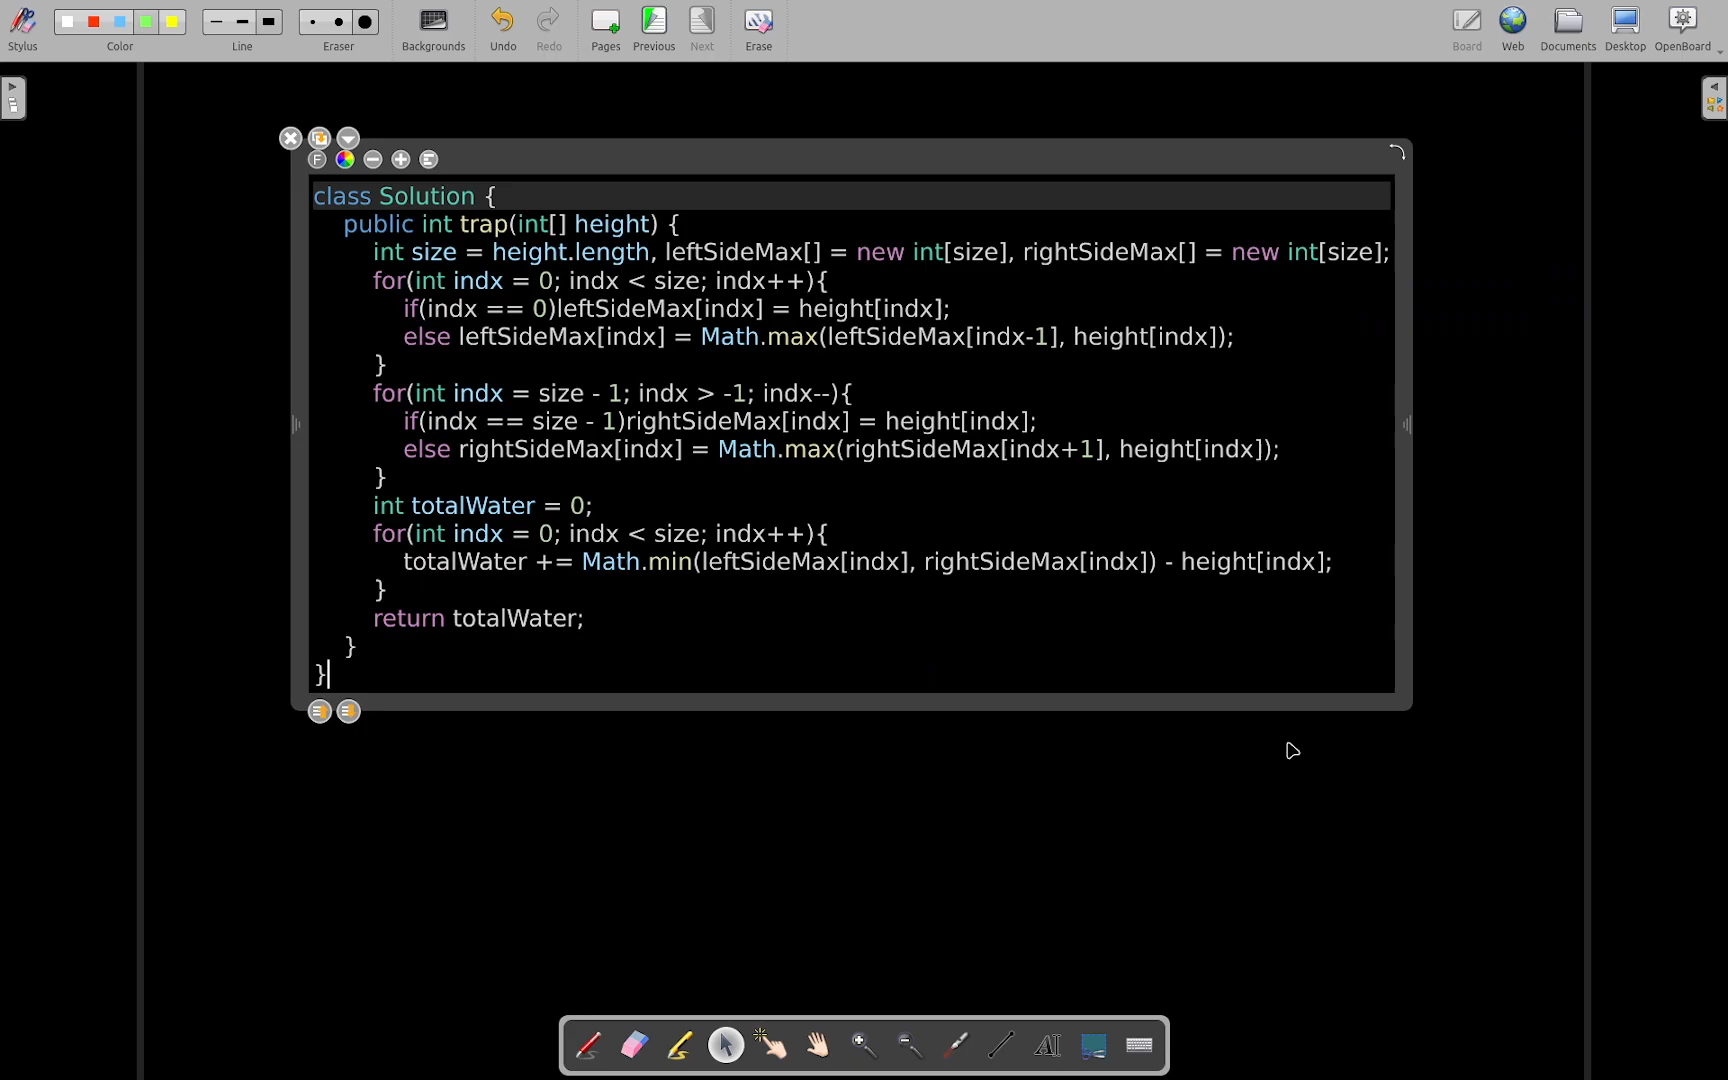 Stylus
Color
Line
Eraser
Backgrounds
Undo
Redo
Pages
Previous
Next
Erase
Board
Web
Documents
Desktop
OpenBoard
F
class Solution {
public int trap(int[] height) {
int size = height.length, leftSideMax[] = new int[size], rightSideMax[] = new int[size];
for(int indx = 0; indx < size; indx++){
if(indx == 0)leftSideMax[indx] = height[indx];
else leftSideMax[indx] = Math.max(leftSideMax[indx-1], height[indx]);
}
for(int indx = size - 1; indx > -1; indx--){
if(indx == size - 1)rightSideMax[indx] = height[indx];
else rightSideMax[indx] = Math.max(rightSideMax[indx+1], height[indx]);
}
int totalWater = 0;
for(int indx = 0; indx < size; indx++){
totalWater += Math.min(leftSideMax[indx], rightSideMax[indx]) - height[indx];
}
return totalWater;
}
}
AI